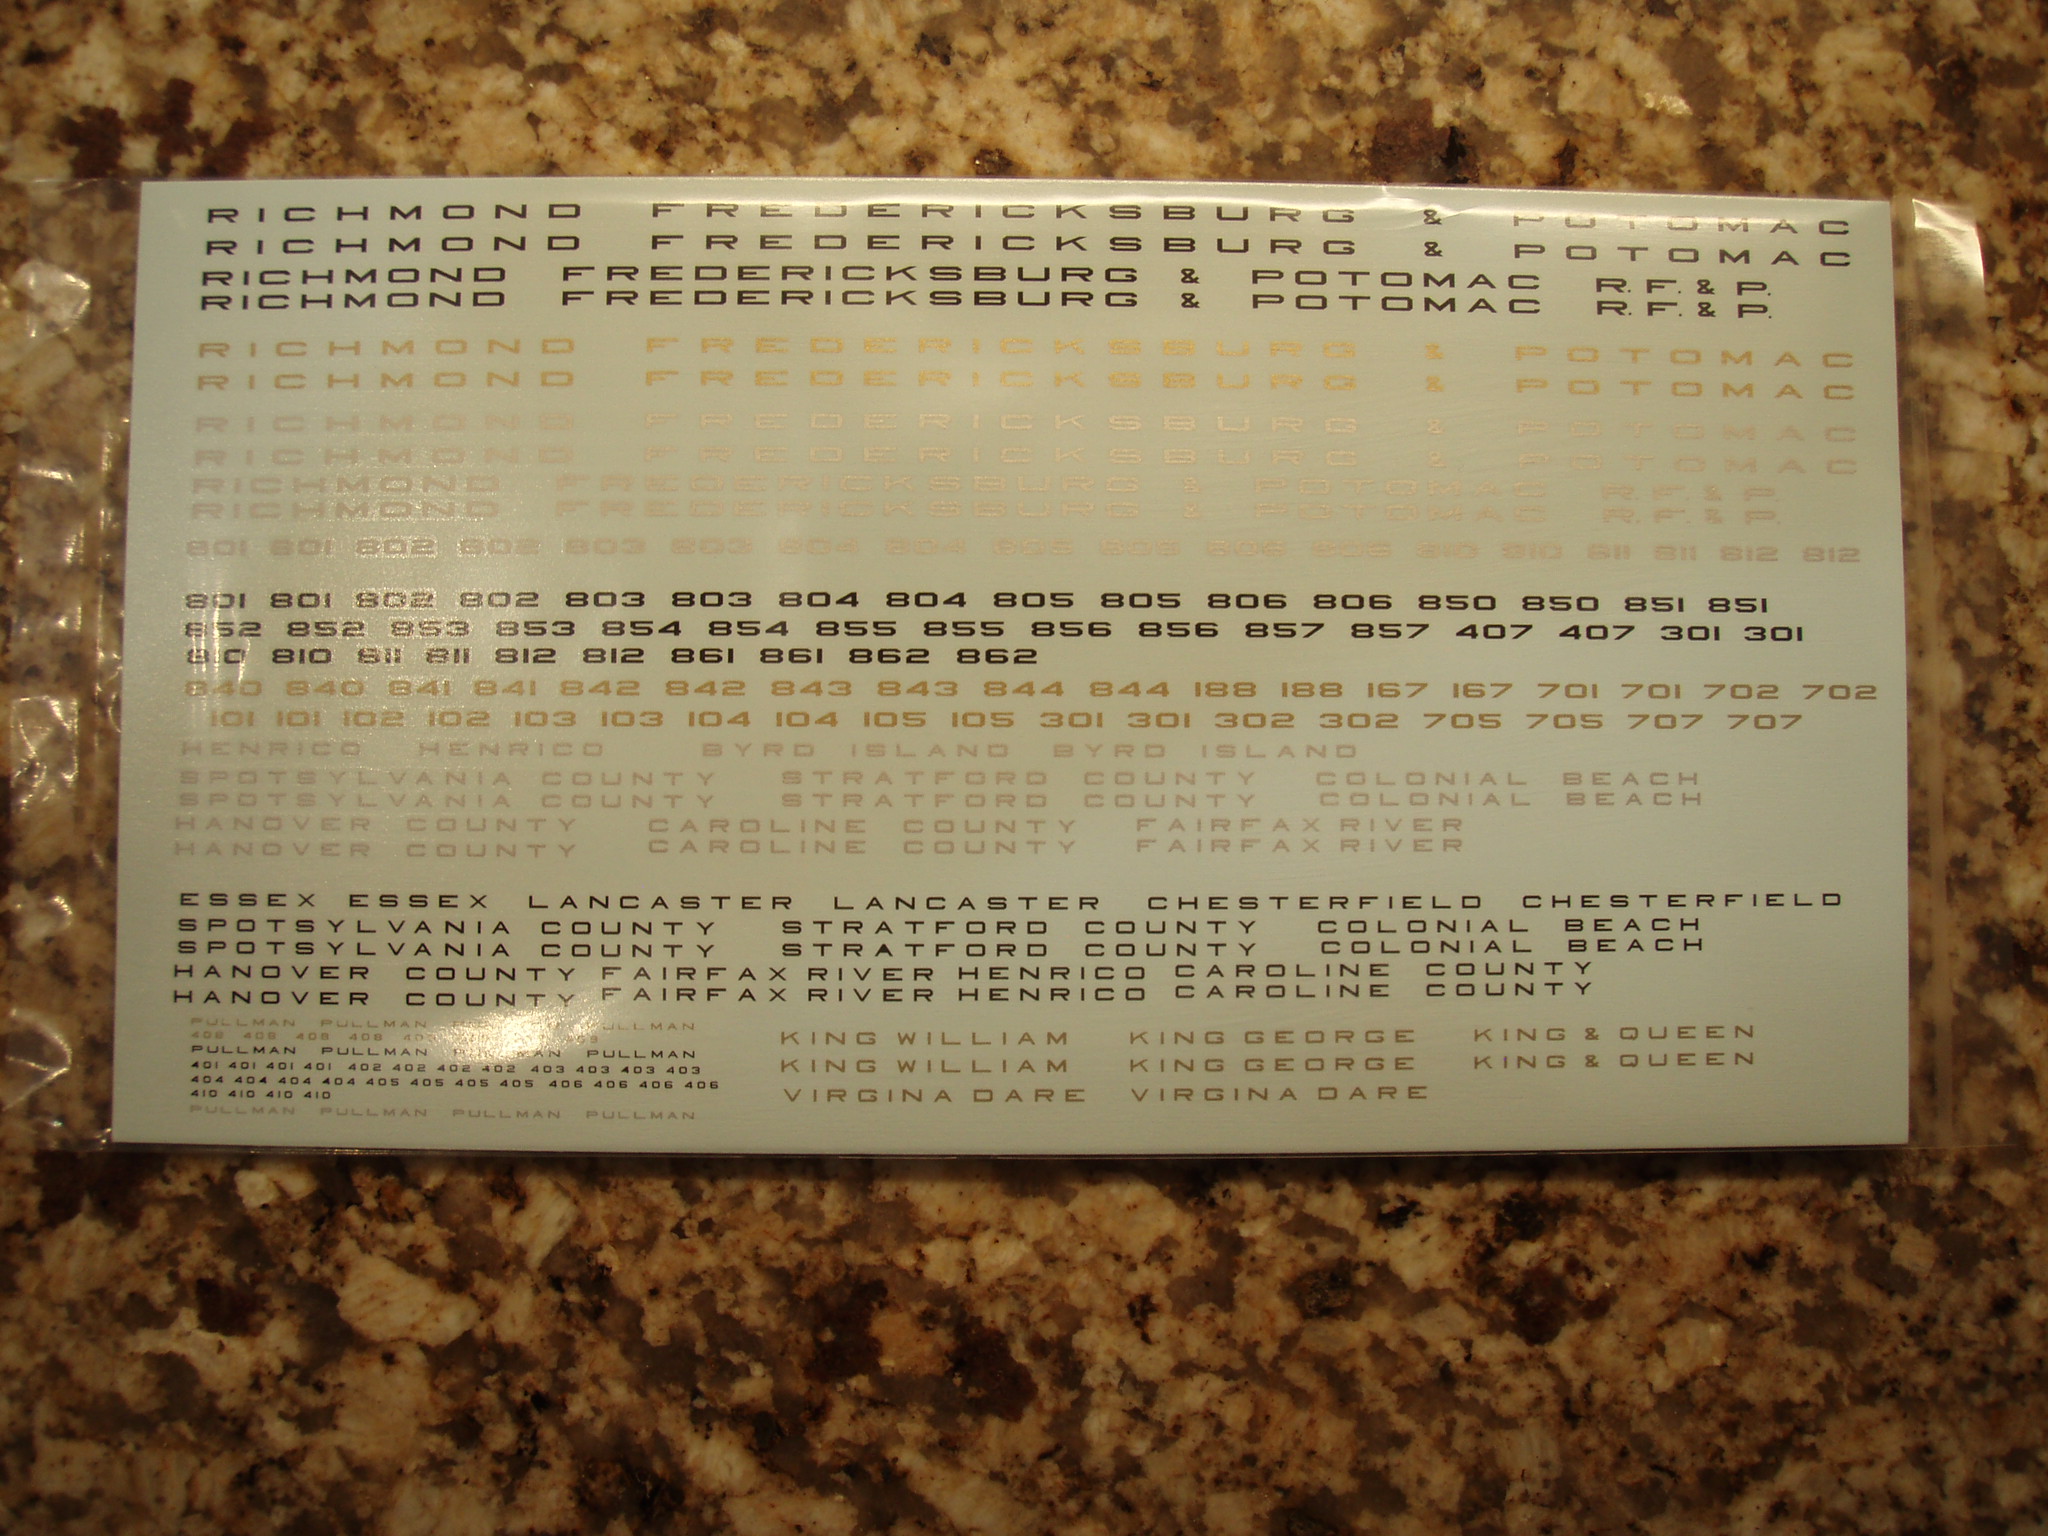 RICHMOND FREDERICKSBURG & POTOMAC
RICHMOND FREDERICKSBURG & POTOMAC
RICHMOND FREDERICKSBURG & POTOMAC R.F.& P.
RICHMOND FREDERICKSBURG & POTOMAC R.F.& P.
RICHMOND FREDERICKSBURG & POTOMAC
RICHMOND FREDERICKSBURG & POTOMAC
RICHMOND FREDERICKSBURG & POTOMAC
RICHMOND FREDERICKSBURG & POTOMAC
RICHMOND FREDERICKSBURG & POTOMAC R.F.& P.
RICHMOND FREDERICKSBURG & POTOMAC R.F.& P.
801 801 802 802 803 803 804 804 805 805 806 810 810 811 811 812 812
801 801 802 802 803 803 804 804 805 805 806 806 850 850 851 851
852 852 853 853 854 854 855 855 856 856 857 857 407 407 301 301
810 810 811 811 812 812 861 861 862 862
840 840 841 841 842 842 843 843 844 844 188 188 167 167 701 701 702 702
101 101 102 102 103 103 104 104 105 105 301 301 302 302 705 705 707 707
HENRICO HENRICO BYRD ISLAND BYRD ISLAND
SPOTSYLVANIA COUNTY STRATFORD COUNTY COLONIAL BEACH
SPOTSYLVANIA COUNTY STRATFORD COUNTY COLONIAL BEACH
HANOVER COUNTY CAROLINE COUNTY FAIRFAX RIVER
HANOVER COUNTY CAROLINE COUNTY FAIRFAX RIVER
ESSEX ESSEX LANCASTER LANCASTER CHESTERFIELD CHESTERFIELD
SPOTSYLVANIA COUNTY STRATFORD COUNTY COLONIAL BEACH
SPOTSYLVANIA COUNTY STRATFORD COUNTY COLONIAL BEACH
HANOVER COUNTY FAIRFAX RIVER HENRICO CAROLINE COUNTY
HANOVER COUNTY FAIRFAX RIVER HENRICO CAROLINE COUNTY
PULLMAN PULLMAN PULLMAN
408 408
PULLMAN PULLMAN PULLMAN PULLMAN
401 401 401 401 402 402 402 402 403 403 403 403
404 404 404 404 405 405 405 405 406 406 406 406
410 410 410 410
PULLMAN PULLMAN PULLMAN PULLMAN
KING WILLIAM KING GEORGE KING & QUEEN
KING WILLIAM KING GEORGE KING & QUEEN
VIRGINA DARE VIRGINA DARE